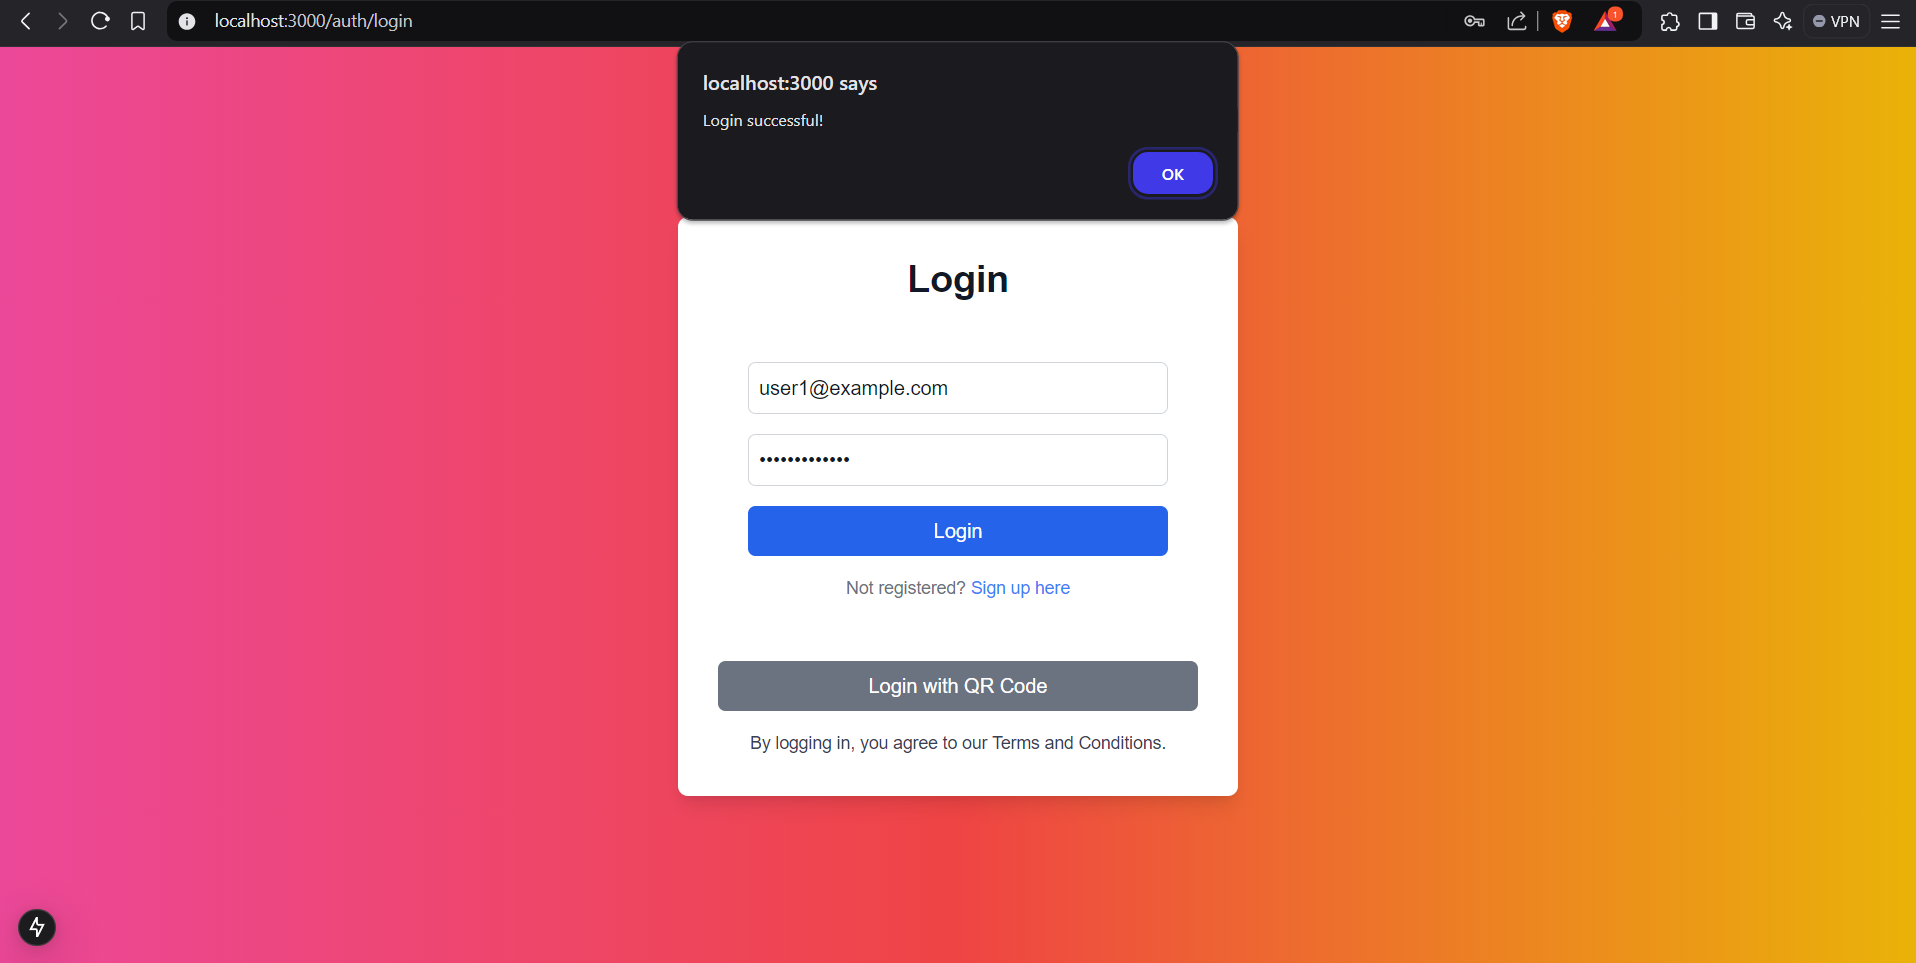 localhost:3000/auth/login
1
VPN
localhost:3000 says
Login successful!
OK
Login
user1@example.com
•••••••••••••
Login
Not registered? Sign up here
Login with QR Code
By logging in, you agree to our Terms and Conditions.